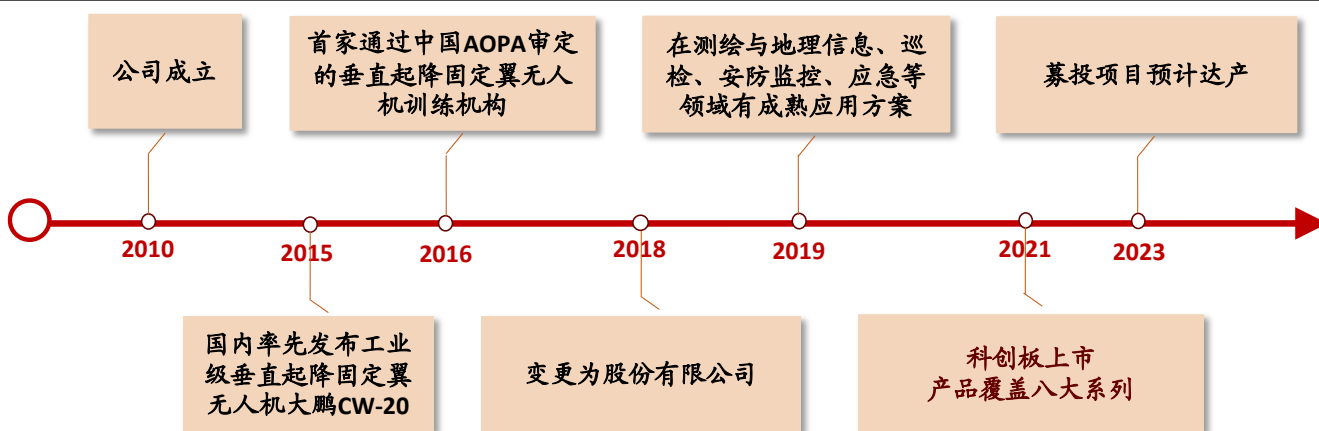 公司成立
首家通过中国AOPA审定
的垂直起降固定翼无人
机训练机构
在测绘与地理信息、巡
检、安防监控、应急等
领域有成熟应用方案
募投项目预计达产
2010
2015
2016
2018
2019
2021
2023
国内率先发布工业
级垂直起降固定翼
无人机大鹏CW-20
变更为股份有限公司
科创板上市
产品覆盖八大系列